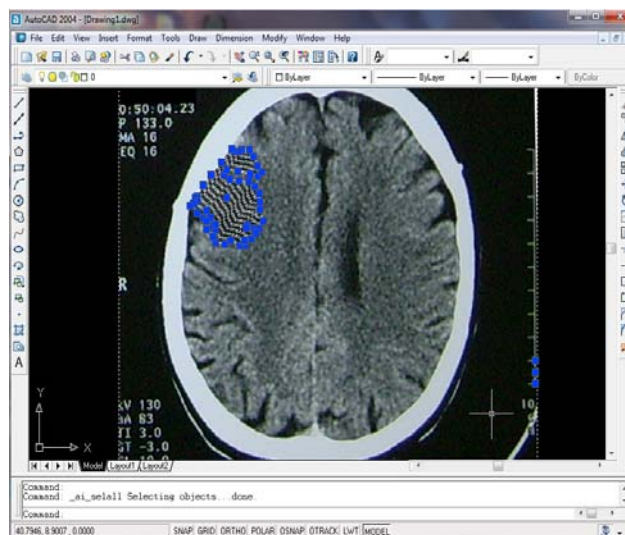 AutoCAD 2004 - [Drawing1.dwg]
File Edit View Insert Format Tools Draw Dimension Modify Window Help
0 ByLayer ByLayer ByLayer ByColor
0:50:04.23
P 133.0
MA 16
EQ 16
R
kV 130
mA 83
TI 3.0
GT -3.0
10
Y
X
Model Layout1 Layout2
Command:
Command: _ai_selall Selecting objects...done.
Command:
40.7946, 8.9007, 0.0000 SNAP GRID ORTHO POLAR OSNAP OTRACK LWT MODEL